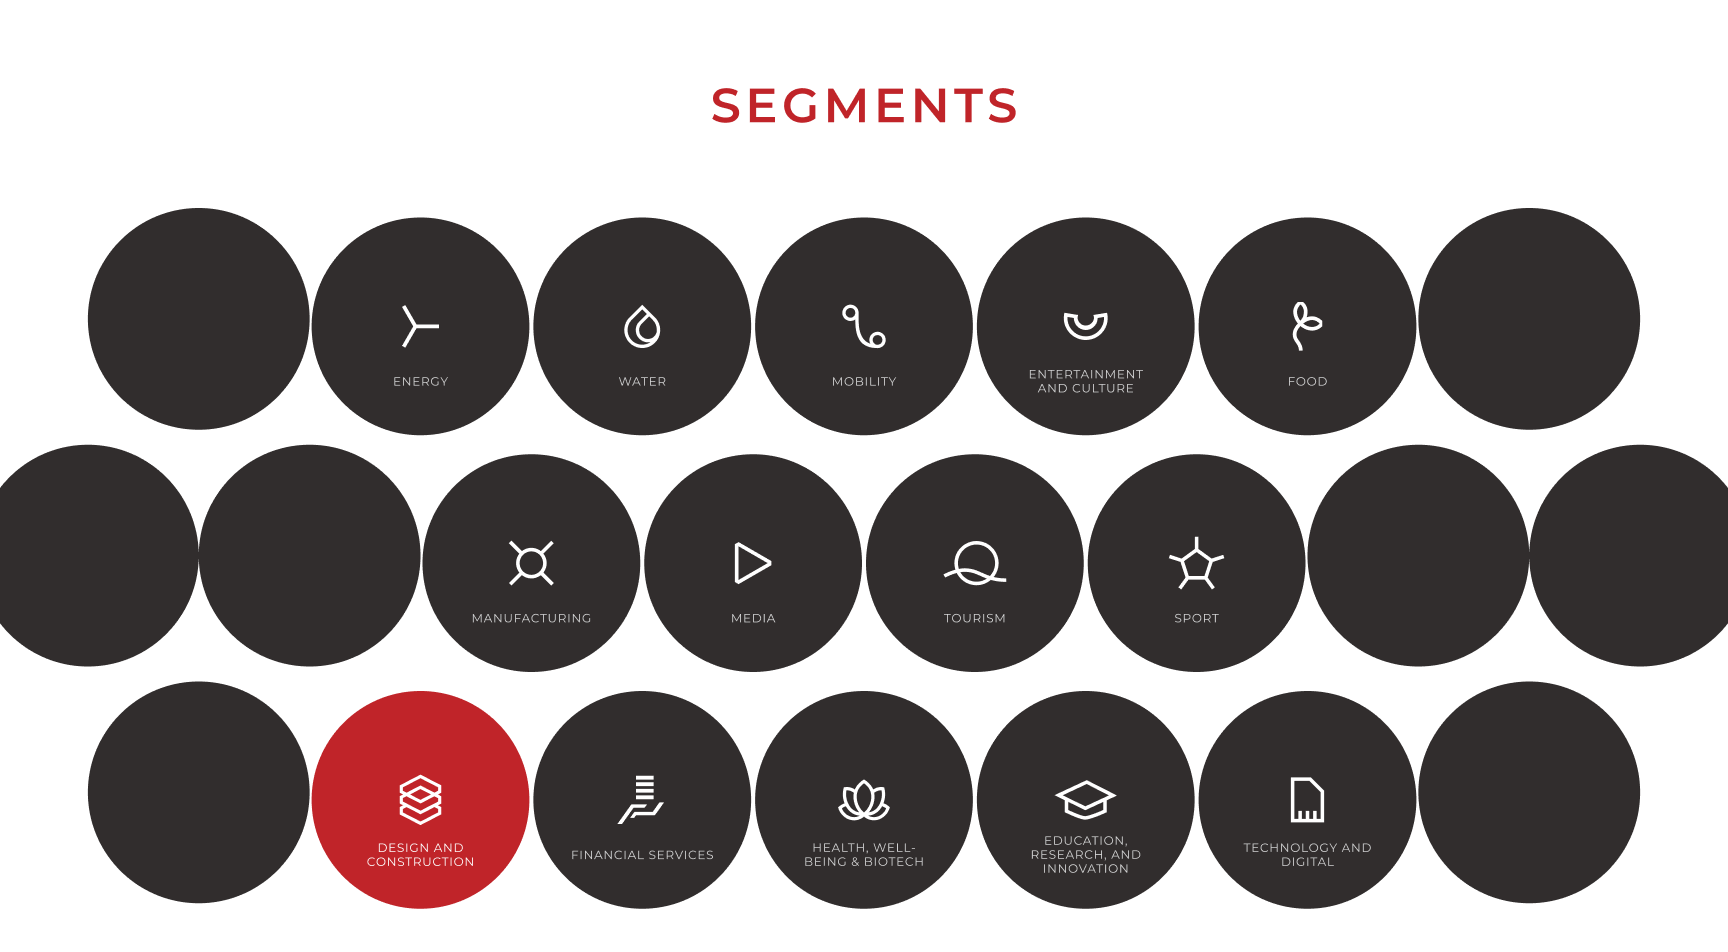 SEGMENTS
ENERGY
WATER
MOBILITY
ENTERTAINMENT
AND CULTURE
FOOD
MANUFACTURING
MEDIA
TOURISM
SPORT
DESIGN AND
CONSTRUCTION
FINANCIAL SERVICES
HEALTH, WELL-
BEING & BIOTECH
EDUCATION,
RESEARCH, AND
INNOVATION
TECHNOLOGY AND
DIGITAL